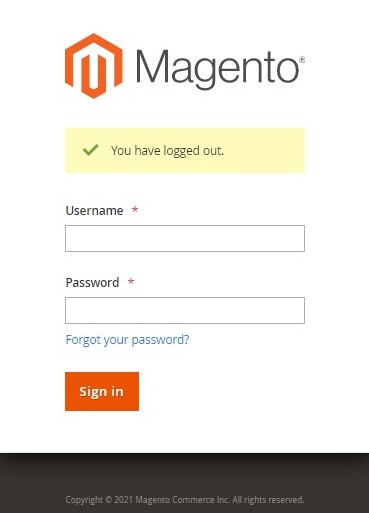 Magento®
You have logged out.
Username *
Password *
Forgot your password?
Sign in
Copyright © 2021 Magento Commerce Inc. All rights reserved.